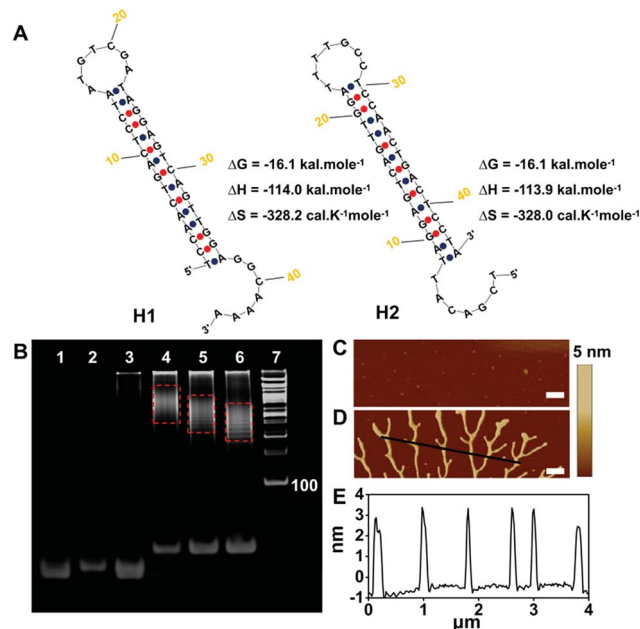 A
20
10
30
40
5'
3'
H1
ΔG = -16.1 kal.mole⁻¹
ΔH = -114.0 kal.mole⁻¹
ΔS = -328.2 cal.K⁻¹mole⁻¹
30
20
40
10
3'
5'
H2
ΔG = -16.1 kal.mole⁻¹
ΔH = -113.9 kal.mole⁻¹
ΔS = -328.0 cal.K⁻¹mole⁻¹
B
1 2 3 4 5 6 7
100
C
5 nm
D
E
nm
4
3
2
1
0
-1
0 1 2 3 4
μm